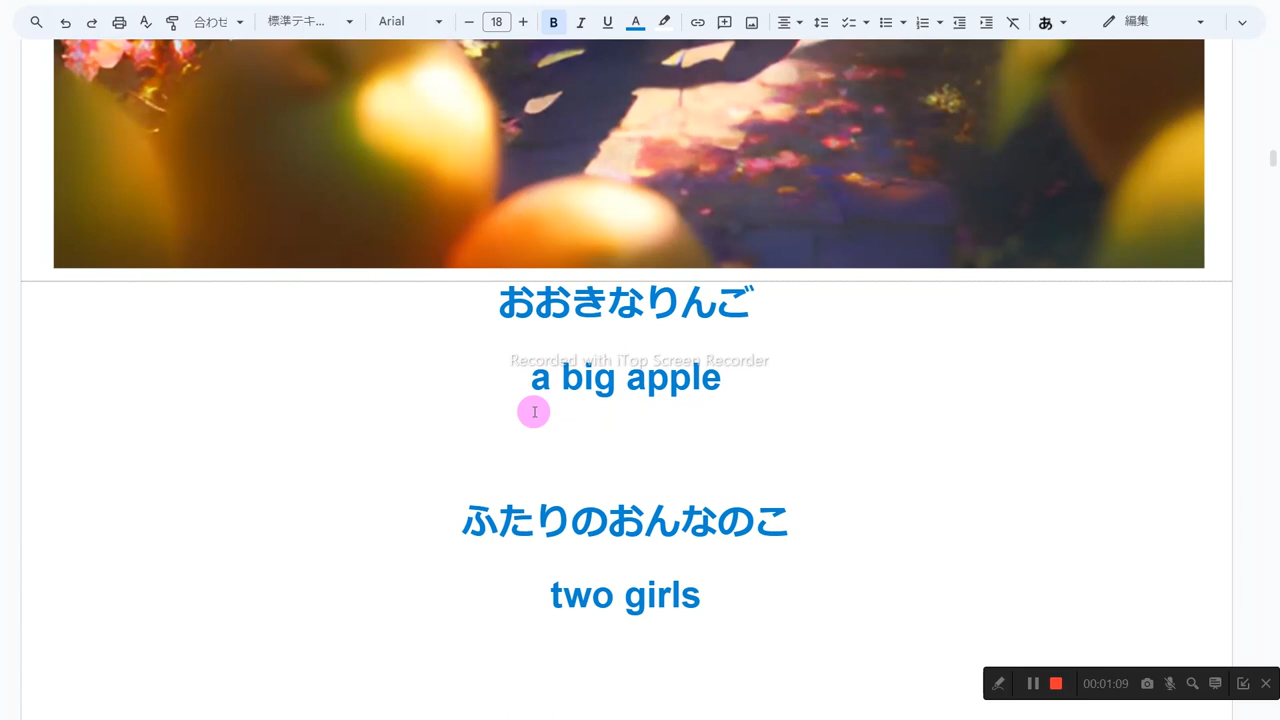 合わせ 標準テキ... Arial 18 B I U A あ 編集
おおきなりんご
Recorded with iTop Screen Recorder
a big apple
ふたりのおんなのこ
two girls
00:01:09